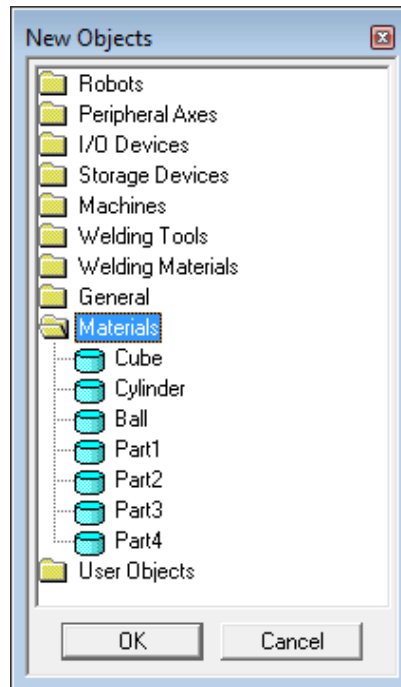 New Objects
Robots
Peripheral Axes
I/O Devices
Storage Devices
Machines
Welding Tools
Welding Materials
General
Materials
Cube
Cylinder
Ball
Part1
Part2
Part3
Part4
User Objects
OK Cancel